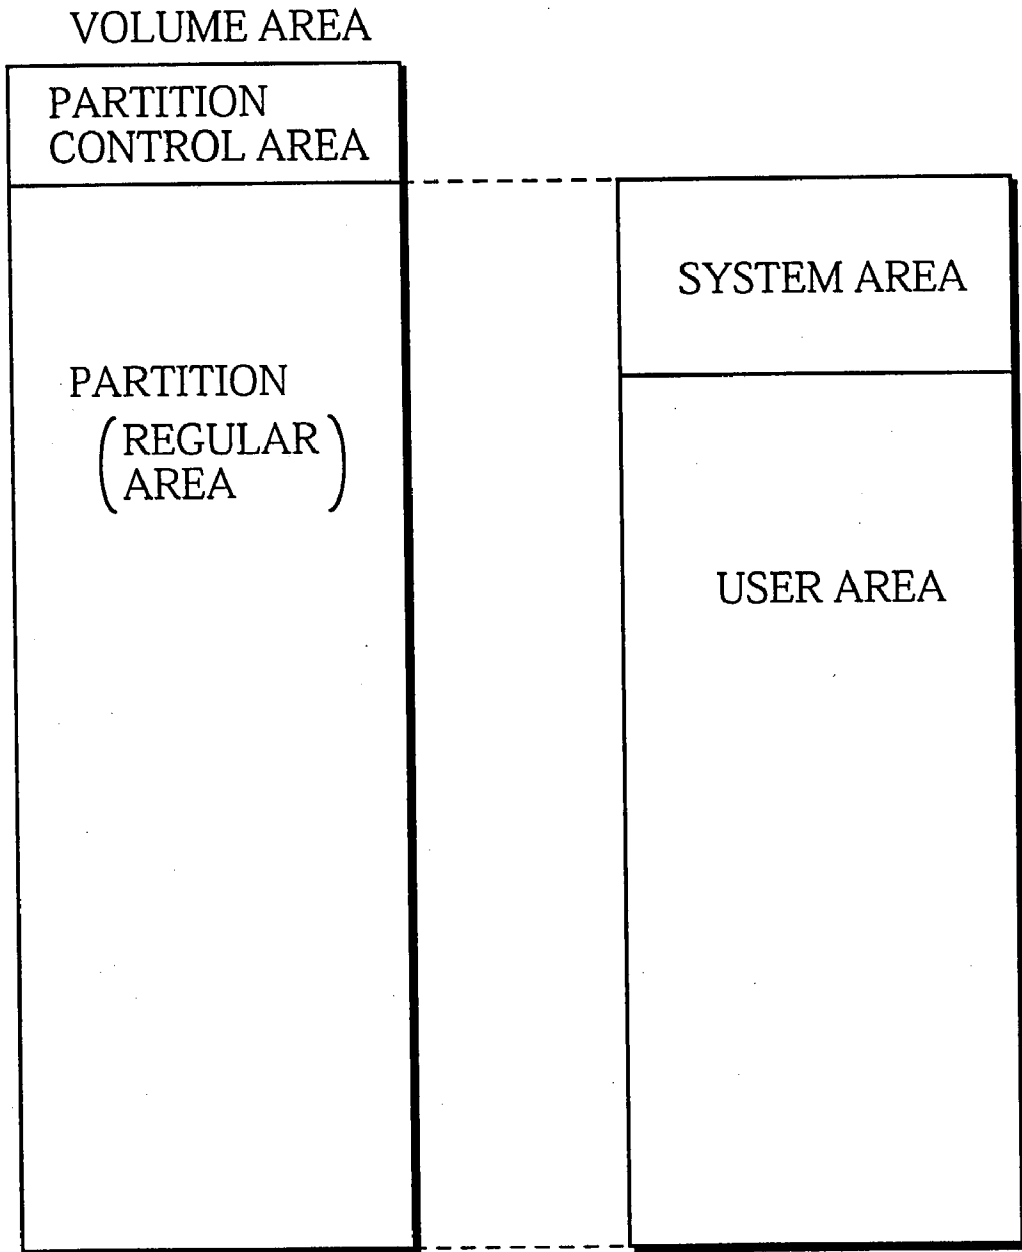 VOLUME AREA
PARTITION
CONTROL AREA
PARTITION
(REGULAR
AREA)
SYSTEM AREA
USER AREA